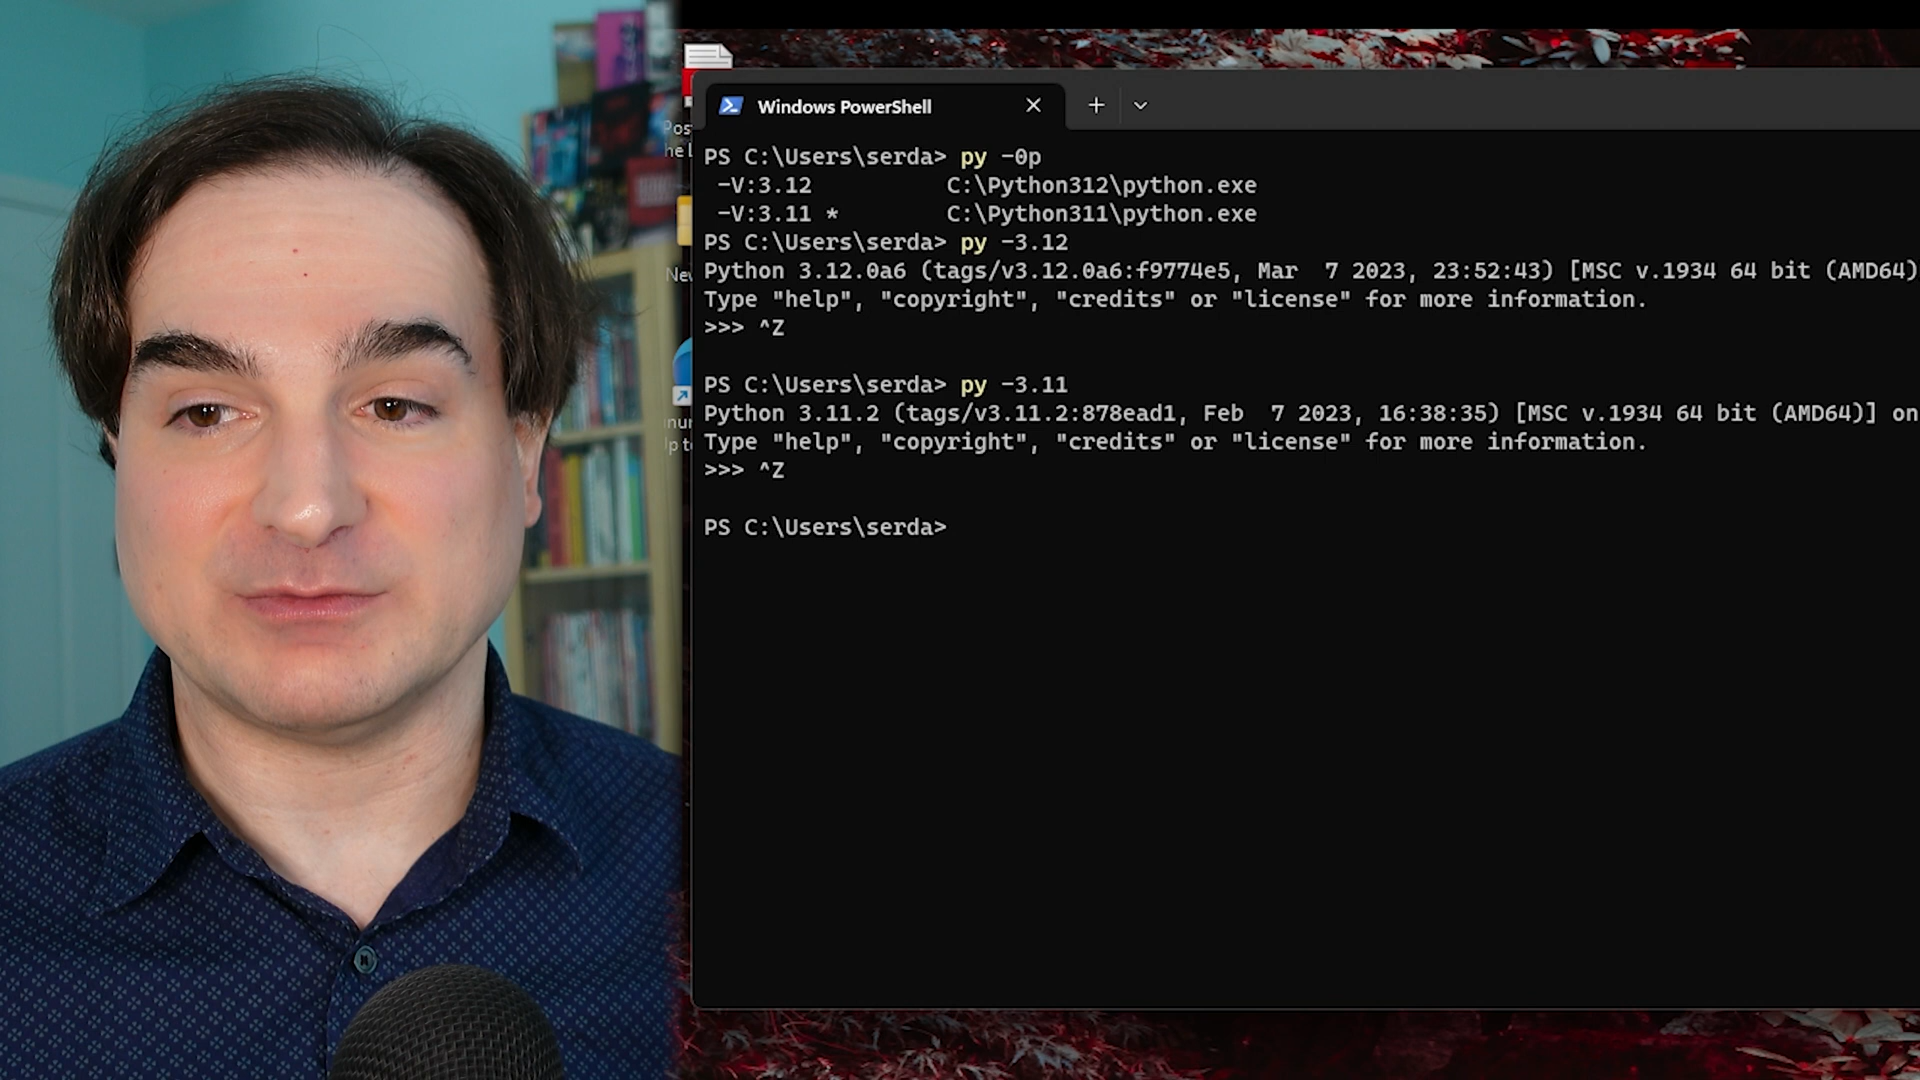 Windows PowerShell
PS C:\Users\serda> py -0p
-V:3.12 C:\Python312\python.exe
-V:3.11 * C:\Python311\python.exe
PS C:\Users\serda> py -3.12
Python 3.12.0a6 (tags/v3.12.0a6:f9774e5, Mar  7 2023, 23:52:43) [MSC v.1934 64 bit (AMD64)
Type "help", "copyright", "credits" or "license" for more information.
>>> ^Z
PS C:\Users\serda> py -3.11
Python 3.11.2 (tags/v3.11.2:878ead1, Feb  7 2023, 16:38:35) [MSC v.1934 64 bit (AMD64)] on
Type "help", "copyright", "credits" or "license" for more information.
>>> ^Z
PS C:\Users\serda>